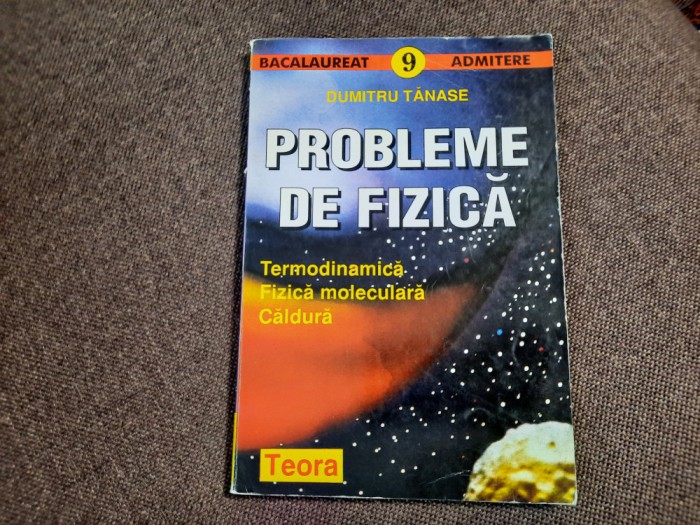 BACALAUREAT 9 ADMITERE
DUMITRU TĂNASE
PROBLEME
DE FIZICĂ
Termodinamică
Fizică moleculară
Căldură
Teora